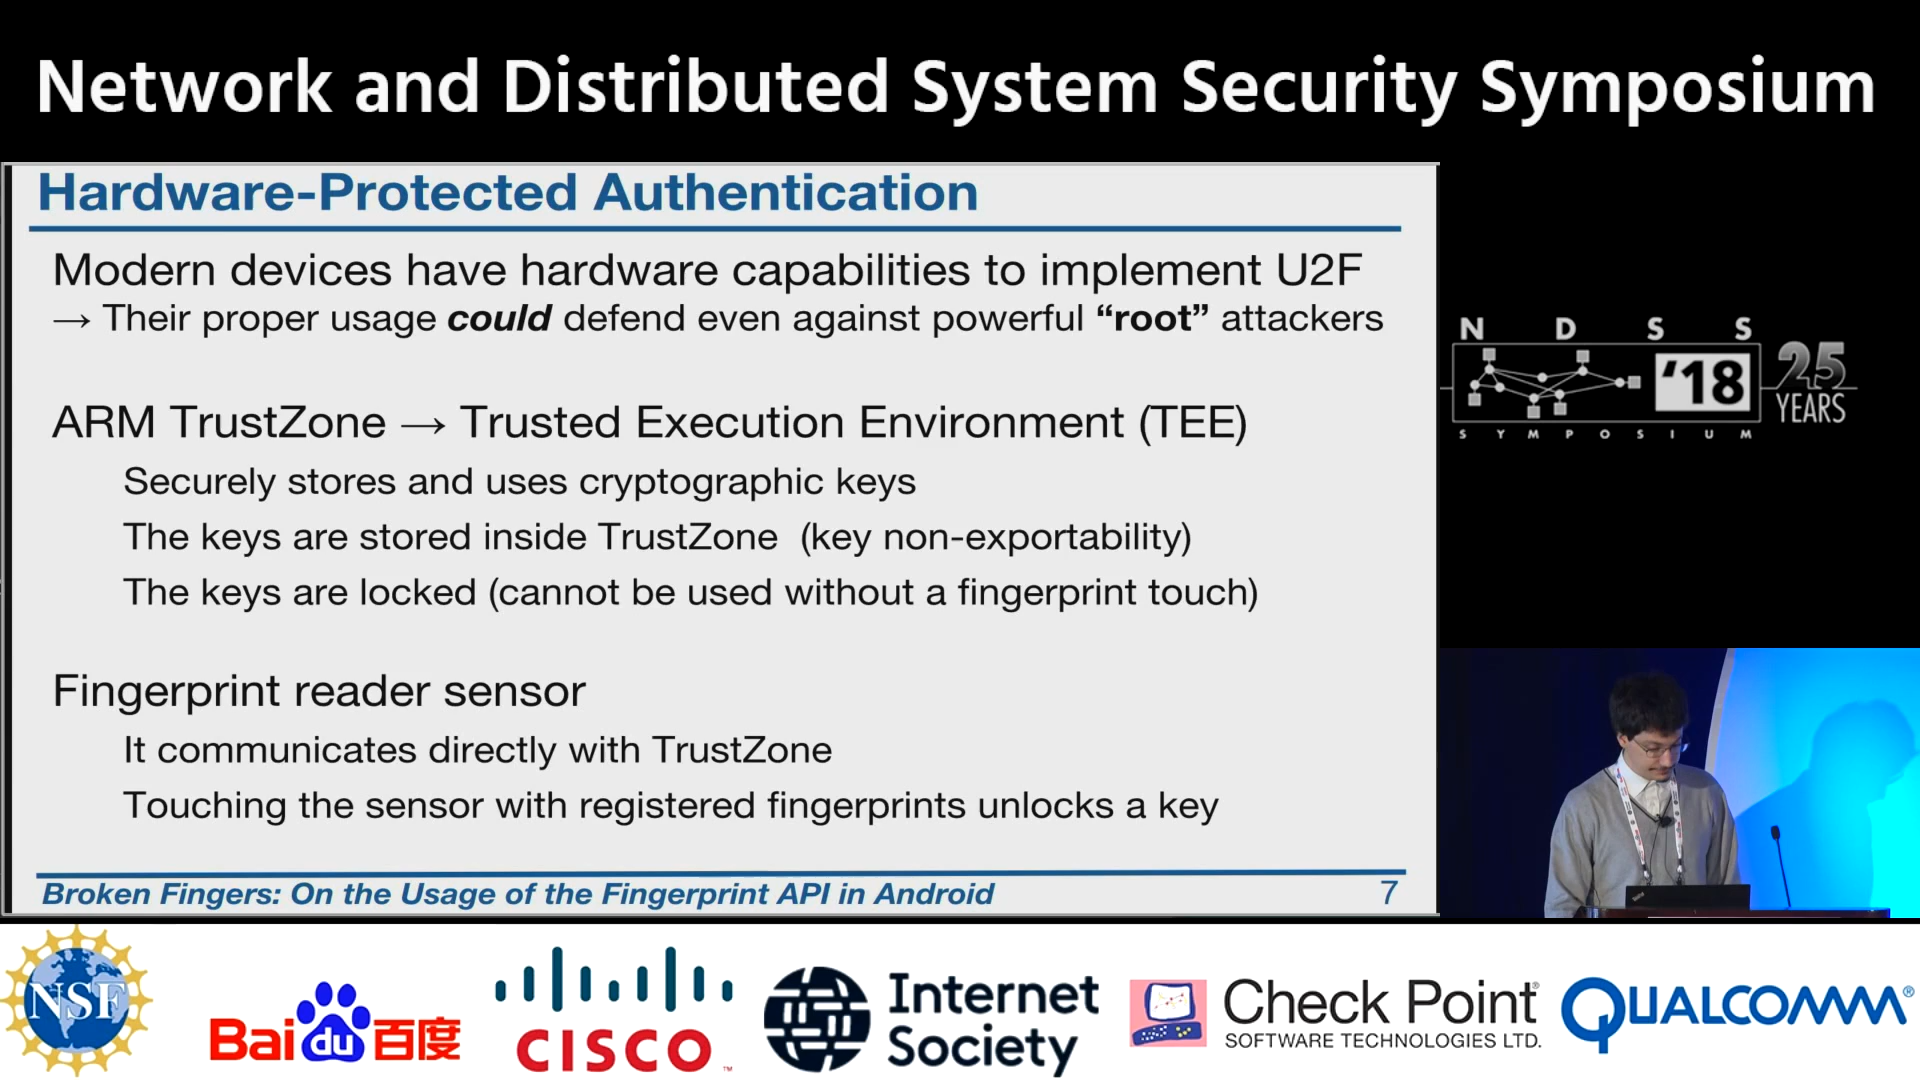 Network and Distributed System Security Symposium
Hardware-Protected Authentication
Modern devices have hardware capabilities to implement U2F
→ Their proper usage could defend even against powerful “root” attackers
ARM TrustZone → Trusted Execution Environment (TEE)
Securely stores and uses cryptographic keys
The keys are stored inside TrustZone (key non-exportability)
The keys are locked (cannot be used without a fingerprint touch)
Fingerprint reader sensor
It communicates directly with TrustZone
Touching the sensor with registered fingerprints unlocks a key
Broken Fingers: On the Usage of the Fingerprint API in Android 7
N D S S
‘18
25
YEARS
S Y M P O S I U M
NSF
Bai du 百度
CISCO ™
Internet
Society
Check Point
SOFTWARE TECHNOLOGIES LTD.
QUALCOMM®